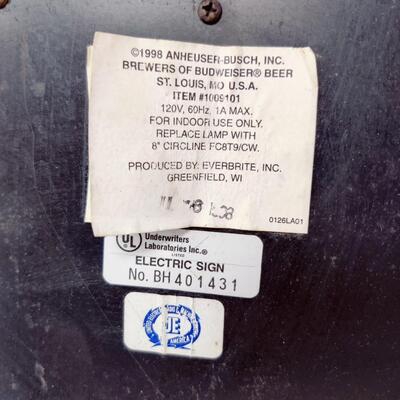 ©1998 ANHEUSER-BUSCH, INC.
BREWERS OF BUDWEISER® BEER
ST. LOUIS, MO U.S.A.
ITEM #1009101
120V, 60Hz, 1A MAX.
FOR INDOOR USE ONLY.
REPLACE LAMP WITH
8" CIRCLINE FC8T9/CW.
PRODUCED BY: EVERBRITE, INC.
GREENFIELD, WI
0126LA01
UL
Underwriters
Laboratories Inc.®
LISTED
ELECTRIC SIGN
No. BH401431
AMERICA